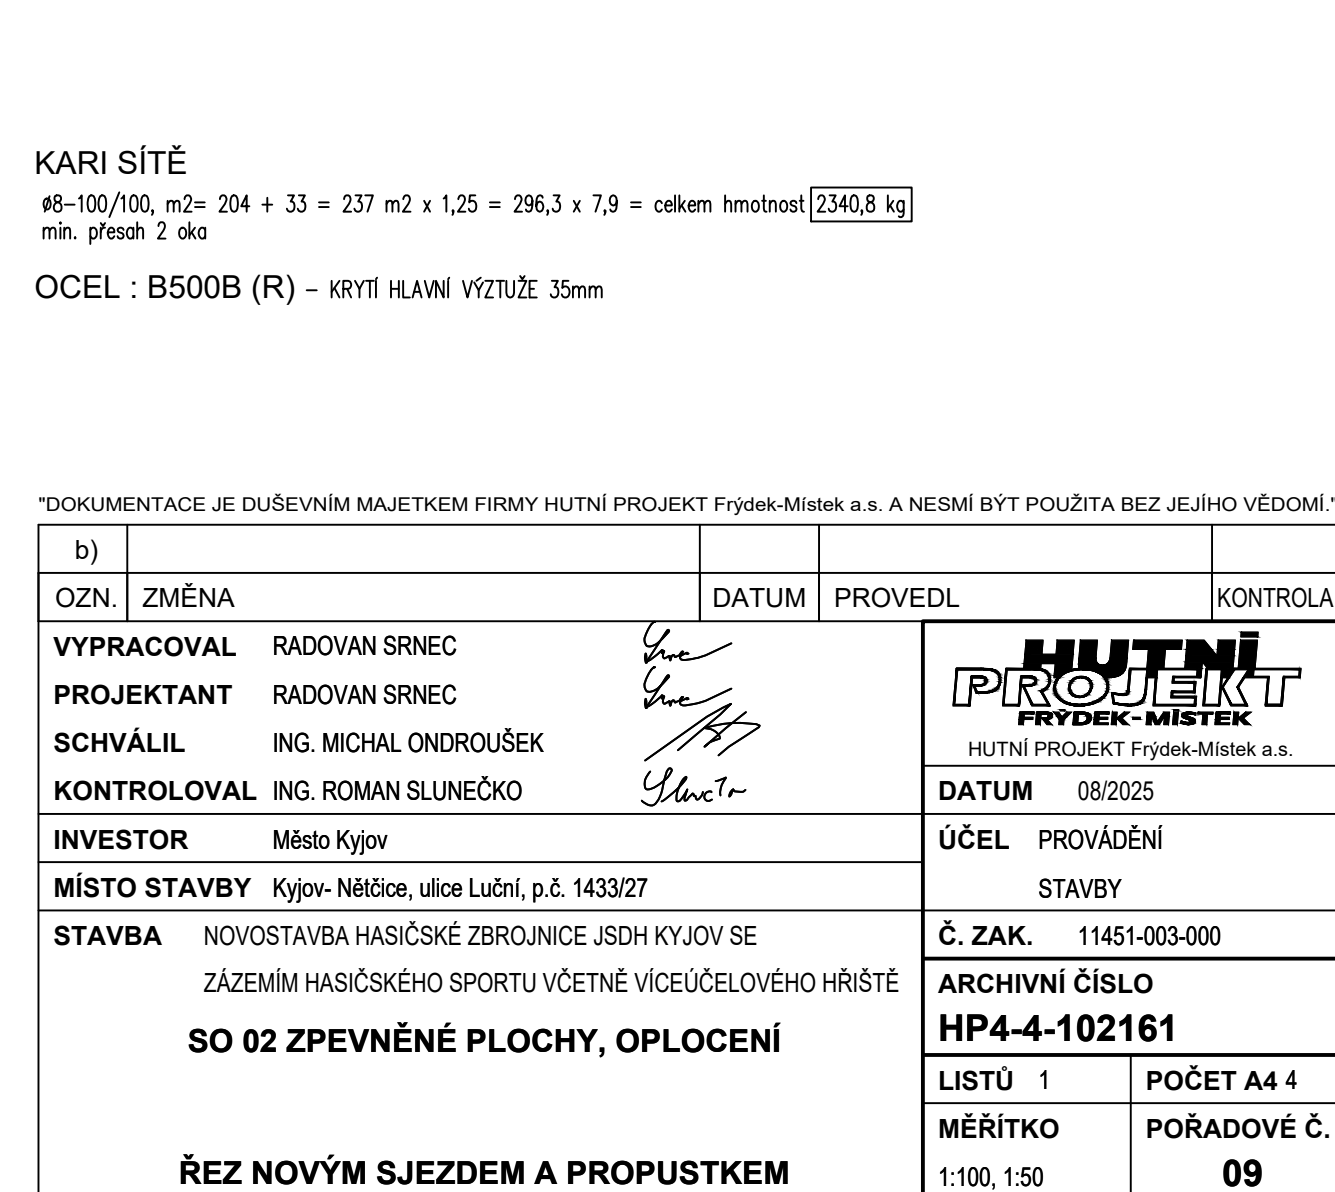 KARI SÍTĚ
ø8-100/100, m2= 204 + 33 = 237 m2 x 1,25 = 296,3 x 7,9 = celkem hmotnost 2340,8 kg
min. přesah 2 oka
OCEL : B500B (R) – KRYTÍ HLAVNÍ VÝZTUŽE 35mm
"DOKUMENTACE JE DUŠEVNÍM MAJETKEM FIRMY HUTNÍ PROJEKT Frýdek-Místek a.s. A NESMÍ BÝT POUŽITA BEZ JEJÍHO VĚDOMÍ."
b)
OZN. ZMĚNA DATUM PROVEDL KONTROLA
VYPRACOVAL RADOVAN SRNEC
PROJEKTANT RADOVAN SRNEC
SCHVÁLIL ING. MICHAL ONDROUŠEK
KONTROLOVAL ING. ROMAN SLUNEČKO
HUTNÍ
PROJEKT
FRÝDEK-MÍSTEK
HUTNÍ PROJEKT Frýdek-Místek a.s.
DATUM 08/2025
INVESTOR Město Kyjov
ÚČEL PROVÁDĚNÍ
STAVBY
MÍSTO STAVBY Kyjov- Nětčice, ulice Luční, p.č. 1433/27
STAVBA NOVOSTAVBA HASIČSKÉ ZBROJNICE JSDH KYJOV SE
ZÁZEMÍM HASIČSKÉHO SPORTU VČETNĚ VÍCEÚČELOVÉHO HŘIŠTĚ
Č. ZAK. 11451-003-000
ARCHIVNÍ ČÍSLO
HP4-4-102161
SO 02 ZPEVNĚNÉ PLOCHY, OPLOCENÍ
LISTŮ 1 POČET A4 4
MĚŘÍTKO POŘADOVÉ Č.
1:100, 1:50 09
ŘEZ NOVÝM SJEZDEM A PROPUSTKEM